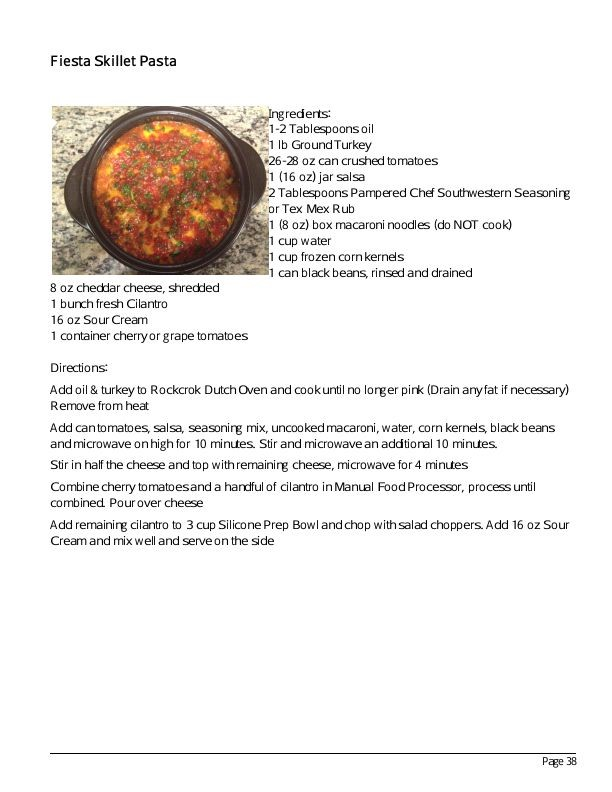 Fiesta Skillet Pasta
Ingredients:
1-2 Tablespoons oil
1 lb Ground Turkey
26-28 oz can crushed tomatoes
1 (16 oz) jar salsa
2 Tablespoons Pampered Chef Southwestern Seasoning
or Tex Mex Rub
1 (8 oz) box macaroni noodles (do NOT cook)
1 cup water
1 cup frozen corn kernels
1 can black beans, rinsed and drained
8 oz cheddar cheese, shredded
1 bunch fresh Cilantro
16 oz Sour Cream
1 container cherry or grape tomatoes
Directions:
Add oil & turkey to Rockcrok Dutch Oven and cook until no longer pink (Drain any fat if necessary)
Remove from heat
Add can tomatoes, salsa, seasoning mix, uncooked macaroni, water, corn kernels, black beans
and microwave on high for 10 minutes. Stir and microwave an additional 10 minutes.
Stir in half the cheese and top with remaining cheese, microwave for 4 minutes
Combine cherry tomatoes and a handful of cilantro in Manual Food Processor, process until
combined. Pour over cheese
Add remaining cilantro to 3 cup Silicone Prep Bowl and chop with salad choppers. Add 16 oz Sour
Cream and mix well and serve on the side
Page 38